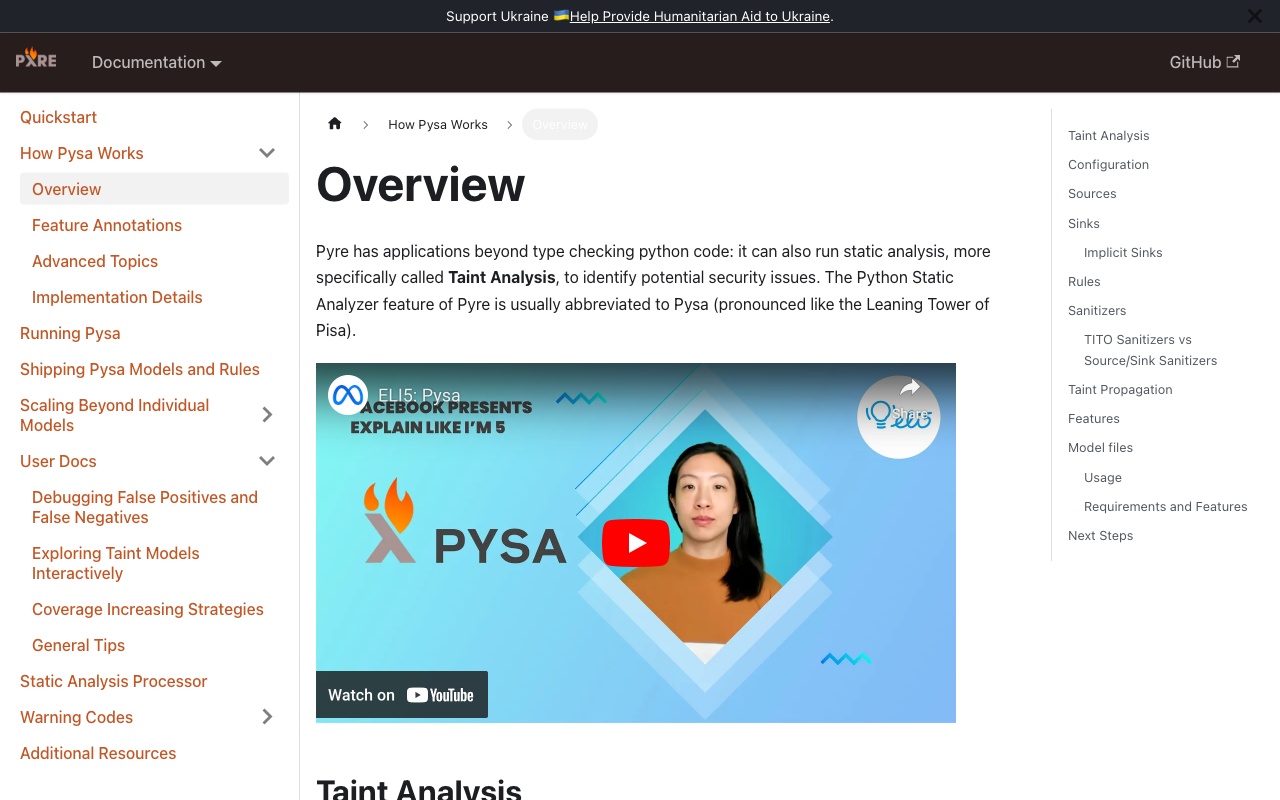 Support Ukraine 🇺🇦Help Provide Humanitarian Aid to Ukraine.
PYRE
Documentation
GitHub
Quickstart
How Pysa Works
Overview
Feature Annotations
Advanced Topics
Implementation Details
Running Pysa
Shipping Pysa Models and Rules
Scaling Beyond Individual
Models
User Docs
Debugging False Positives and
False Negatives
Exploring Taint Models
Interactively
Coverage Increasing Strategies
General Tips
Static Analysis Processor
Warning Codes
Additional Resources
How Pysa Works
Overview
Overview
Pyre has applications beyond type checking python code: it can also run static analysis, more
specifically called Taint Analysis, to identify potential security issues. The Python Static
Analyzer feature of Pyre is usually abbreviated to Pysa (pronounced like the Leaning Tower of
Pisa).
ELI5: Pysa
FACEBOOK PRESENTS
EXPLAIN LIKE I'M 5
Share
PYSA
Watch on YouTube
Taint Analysis
Taint Analysis
Configuration
Sources
Sinks
Implicit Sinks
Rules
Sanitizers
TITO Sanitizers vs
Source/Sink Sanitizers
Taint Propagation
Features
Model files
Usage
Requirements and Features
Next Steps